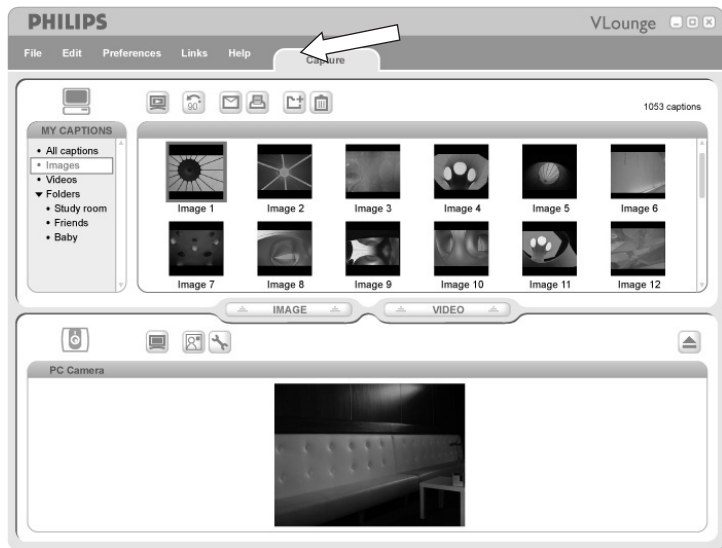 PHILIPS VLounge
File Edit Preferences Links Help Capture
90°
1053 captions
MY CAPTIONS
• All captions
• Images
• Videos
▼ Folders
• Study room
• Friends
• Baby
Image 1 Image 2 Image 3 Image 4 Image 5 Image 6
Image 7 Image 8 Image 9 Image 10 Image 11 Image 12
IMAGE VIDEO
PC Camera